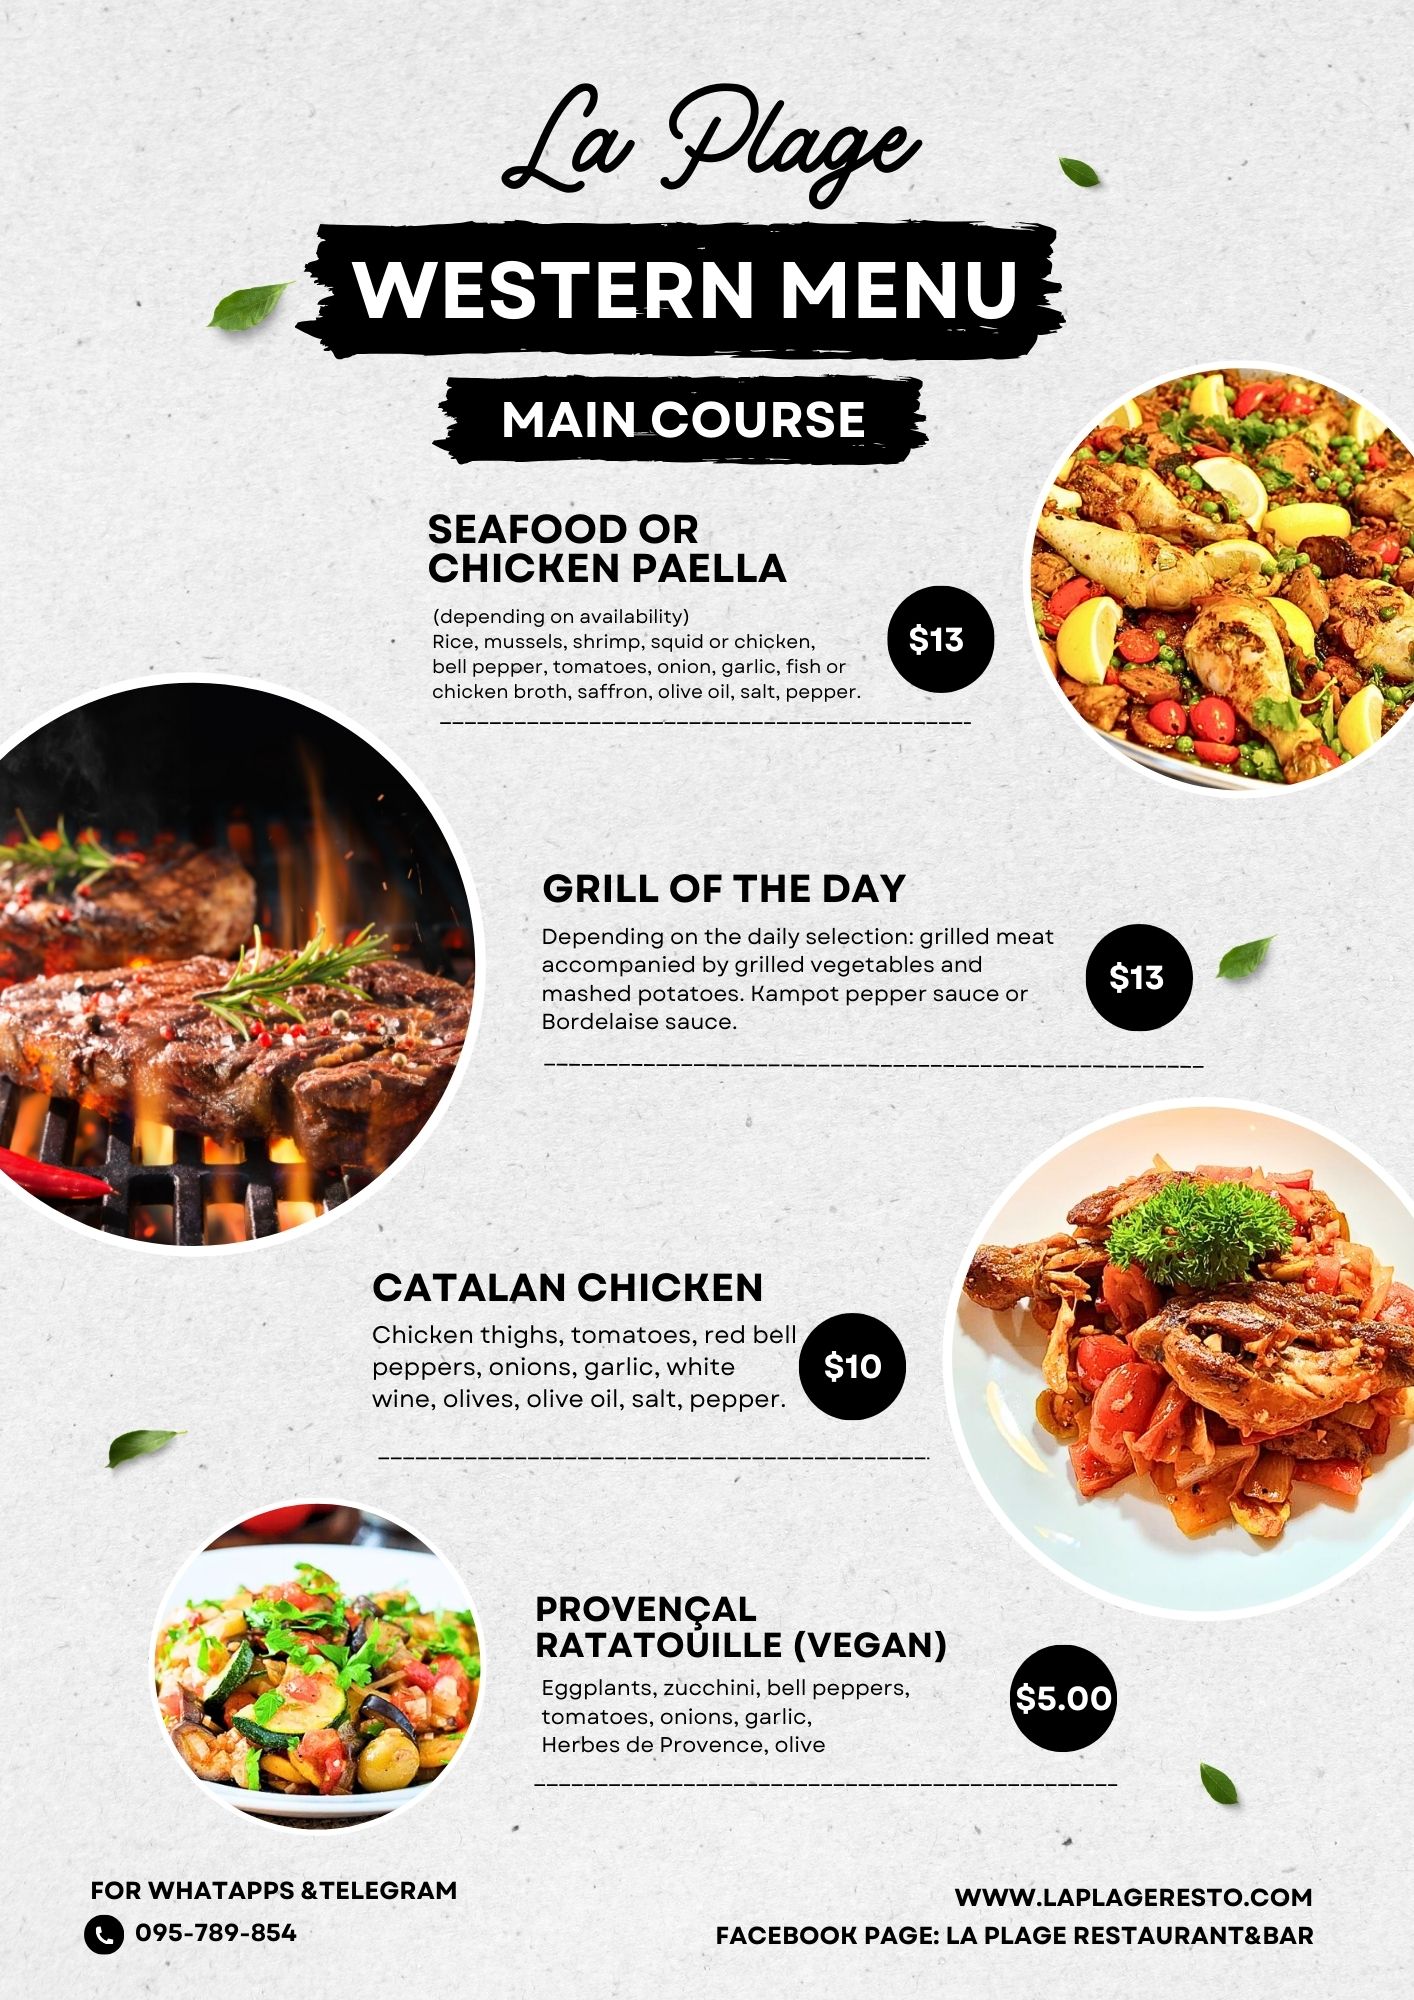 La Plage
WESTERN MENU
MAIN COURSE
SEAFOOD OR
CHICKEN PAELLA
(depending on availability)
Rice, mussels, shrimp, squid or chicken,
bell pepper, tomatoes, onion, garlic, fish or
chicken broth, saffron, olive oil, salt, pepper.
$13
GRILL OF THE DAY
Depending on the daily selection: grilled meat
accompanied by grilled vegetables and
mashed potatoes. Kampot pepper sauce or
Bordelaise sauce.
$13
CATALAN CHICKEN
Chicken thighs, tomatoes, red bell
peppers, onions, garlic, white
wine, olives, olive oil, salt, pepper.
$10
PROVENÇAL
RATATOUILLE (VEGAN)
Eggplants, zucchini, bell peppers,
tomatoes, onions, garlic,
Herbes de Provence, olive
$5.00
FOR WHATAPPS &TELEGRAM
095-789-854
WWW.LAPLAGERESTO.COM
FACEBOOK PAGE: LA PLAGE RESTAURANT&BAR